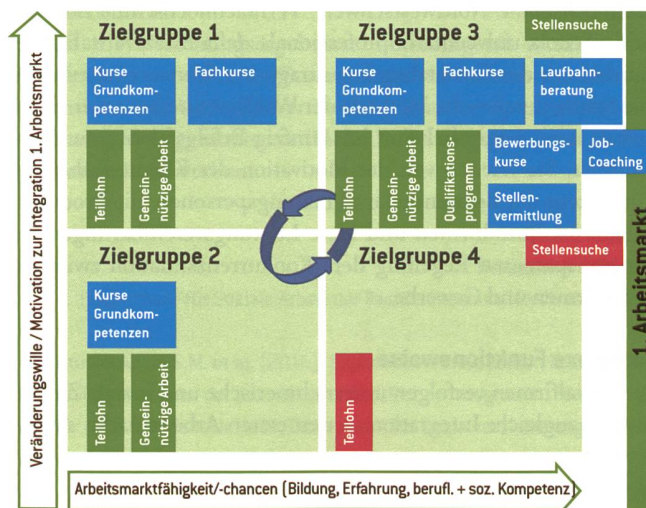 Zielgruppe 1
Kurse
Grundkom-
petenzen
Fachkurse
Teillohn
Gemein-
nützige Arbeit
Zielgruppe 3
Stellensuche
Kurse
Grundkom-
petenzen
Fachkurse
Laufbahn-
beratung
Teillohn
Gemein-
nützige Arbeit
Qualifikations-
programm
Bewerbungs-
kurse
Job-
Coaching
Stellen-
vermittlung
Zielgruppe 2
Kurse
Grundkom-
petenzen
Teillohn
Gemein-
nützige Arbeit
Zielgruppe 4
Stellensuche
Teillohn
Veränderungswille / Motivation zur Integration 1. Arbeitsmarkt
Arbeitsmarktfähigkeit/-chancen (Bildung, Erfahrung, berufl. + soz. Kompetenz)
1. Arbeitsmarkt